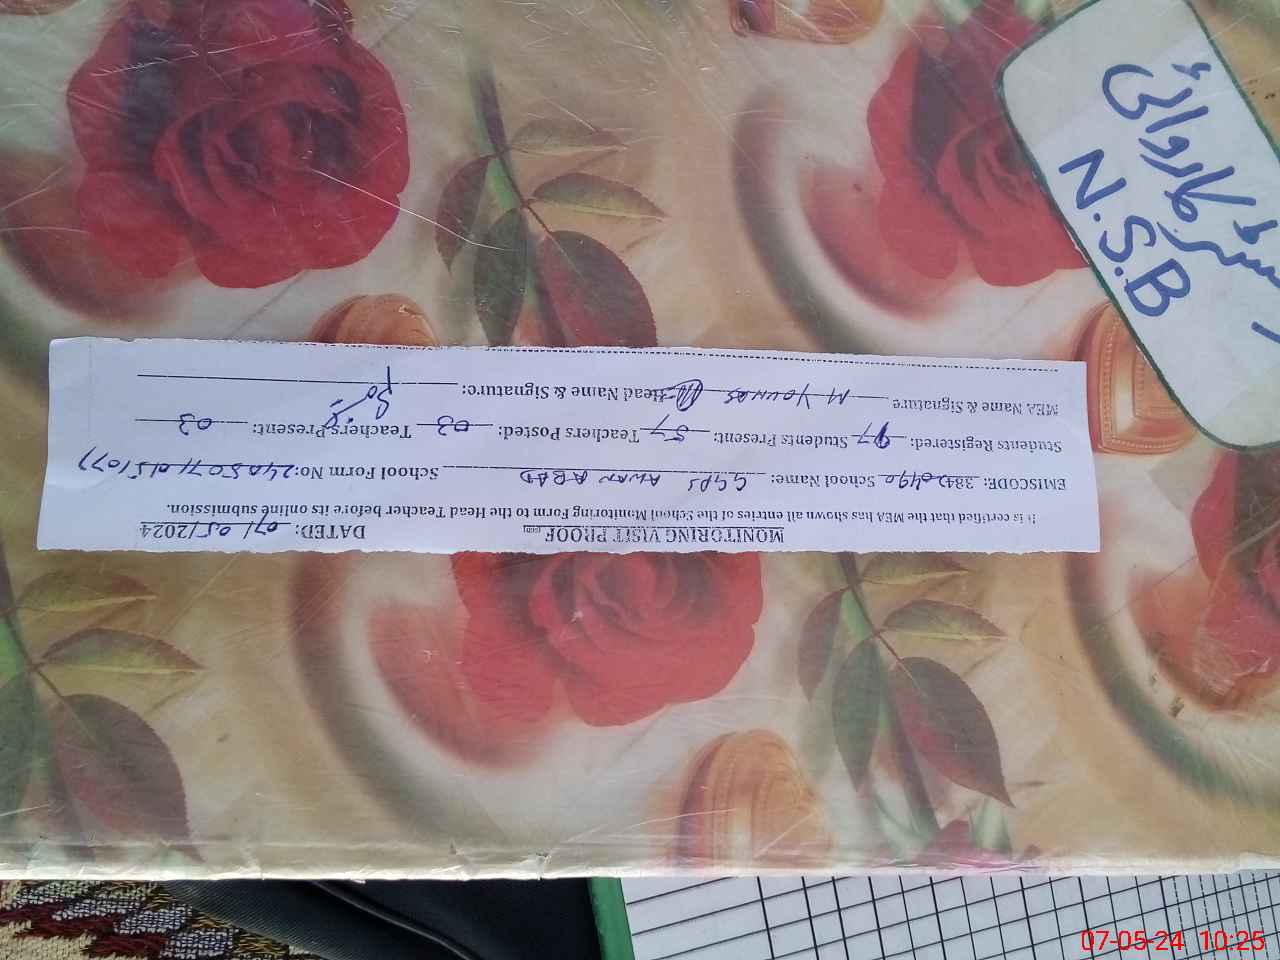 MONITORING VISIT PROOF DATED: 07/05/2024
It is certified that the MEA has shown all entries of the School Monitoring Form to the Head Teacher before its online submission.
EMISCODE: 384 School Name: GGPS AWAN ABAD School Form No:
Students Registered: 97 Students Present: 57 Teachers Posted: 03 Teachers Present: 03
MEA Name & Signature M YOUNAS Head Name & Signature:
N.S.B
07-05-24 10:25